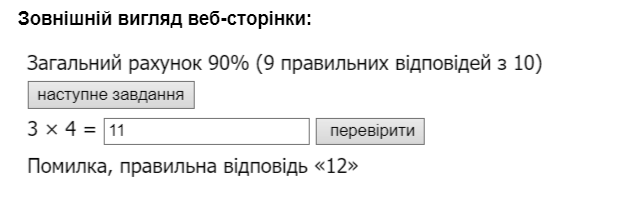 Зовнішній вигляд веб-сторінки:
Загальний рахунок 90% (9 правильних відповідей з 10)
наступне завдання
3 × 4 = 11 перевірити
Помилка, правильна відповідь «12»